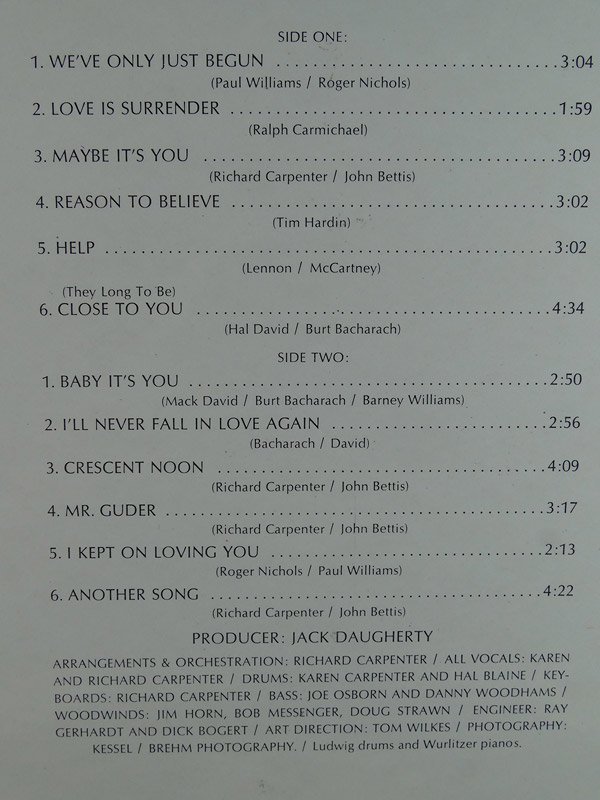 SIDE ONE:
1. WE'VE ONLY JUST BEGUN ..............................3:04
(Paul Williams / Roger Nichols)
2. LOVE IS SURRENDER ..................................1:59
(Ralph Carmichael)
3. MAYBE IT'S YOU .....................................3:09
(Richard Carpenter / John Bettis)
4. REASON TO BELIEVE ..................................3:02
(Tim Hardin)
5. HELP ...............................................3:02
(Lennon / McCartney)
(They Long To Be)
6. CLOSE TO YOU .......................................4:34
(Hal David / Burt Bacharach)
SIDE TWO:
1. BABY IT'S YOU ......................................2:50
(Mack David / Burt Bacharach / Barney Williams)
2. I'LL NEVER FALL IN LOVE AGAIN .......................2:56
(Bacharach / David)
3. CRESCENT NOON ......................................4:09
(Richard Carpenter / John Bettis)
4. MR. GUDER ..........................................3:17
(Richard Carpenter / John Bettis)
5. I KEPT ON LOVING YOU ...............................2:13
(Roger Nichols / Paul Williams)
6. ANOTHER SONG .......................................4:22
(Richard Carpenter / John Bettis)
PRODUCER: JACK DAUGHERTY
ARRANGEMENTS & ORCHESTRATION: RICHARD CARPENTER / ALL VOCALS: KAREN
AND RICHARD CARPENTER / DRUMS: KAREN CARPENTER AND HAL BLAINE / KEY-
BOARDS: RICHARD CARPENTER / BASS: JOE OSBORN AND DANNY WOODHAMS /
WOODWINDS: JIM HORN, BOB MESSENGER, DOUG STRAWN / ENGINEER: RAY
GERHARDT AND DICK BOGERT / ART DIRECTION: TOM WILKES / PHOTOGRAPHY:
KESSEL / BREHM PHOTOGRAPHY. / Ludwig drums and Wurlitzer pianos.